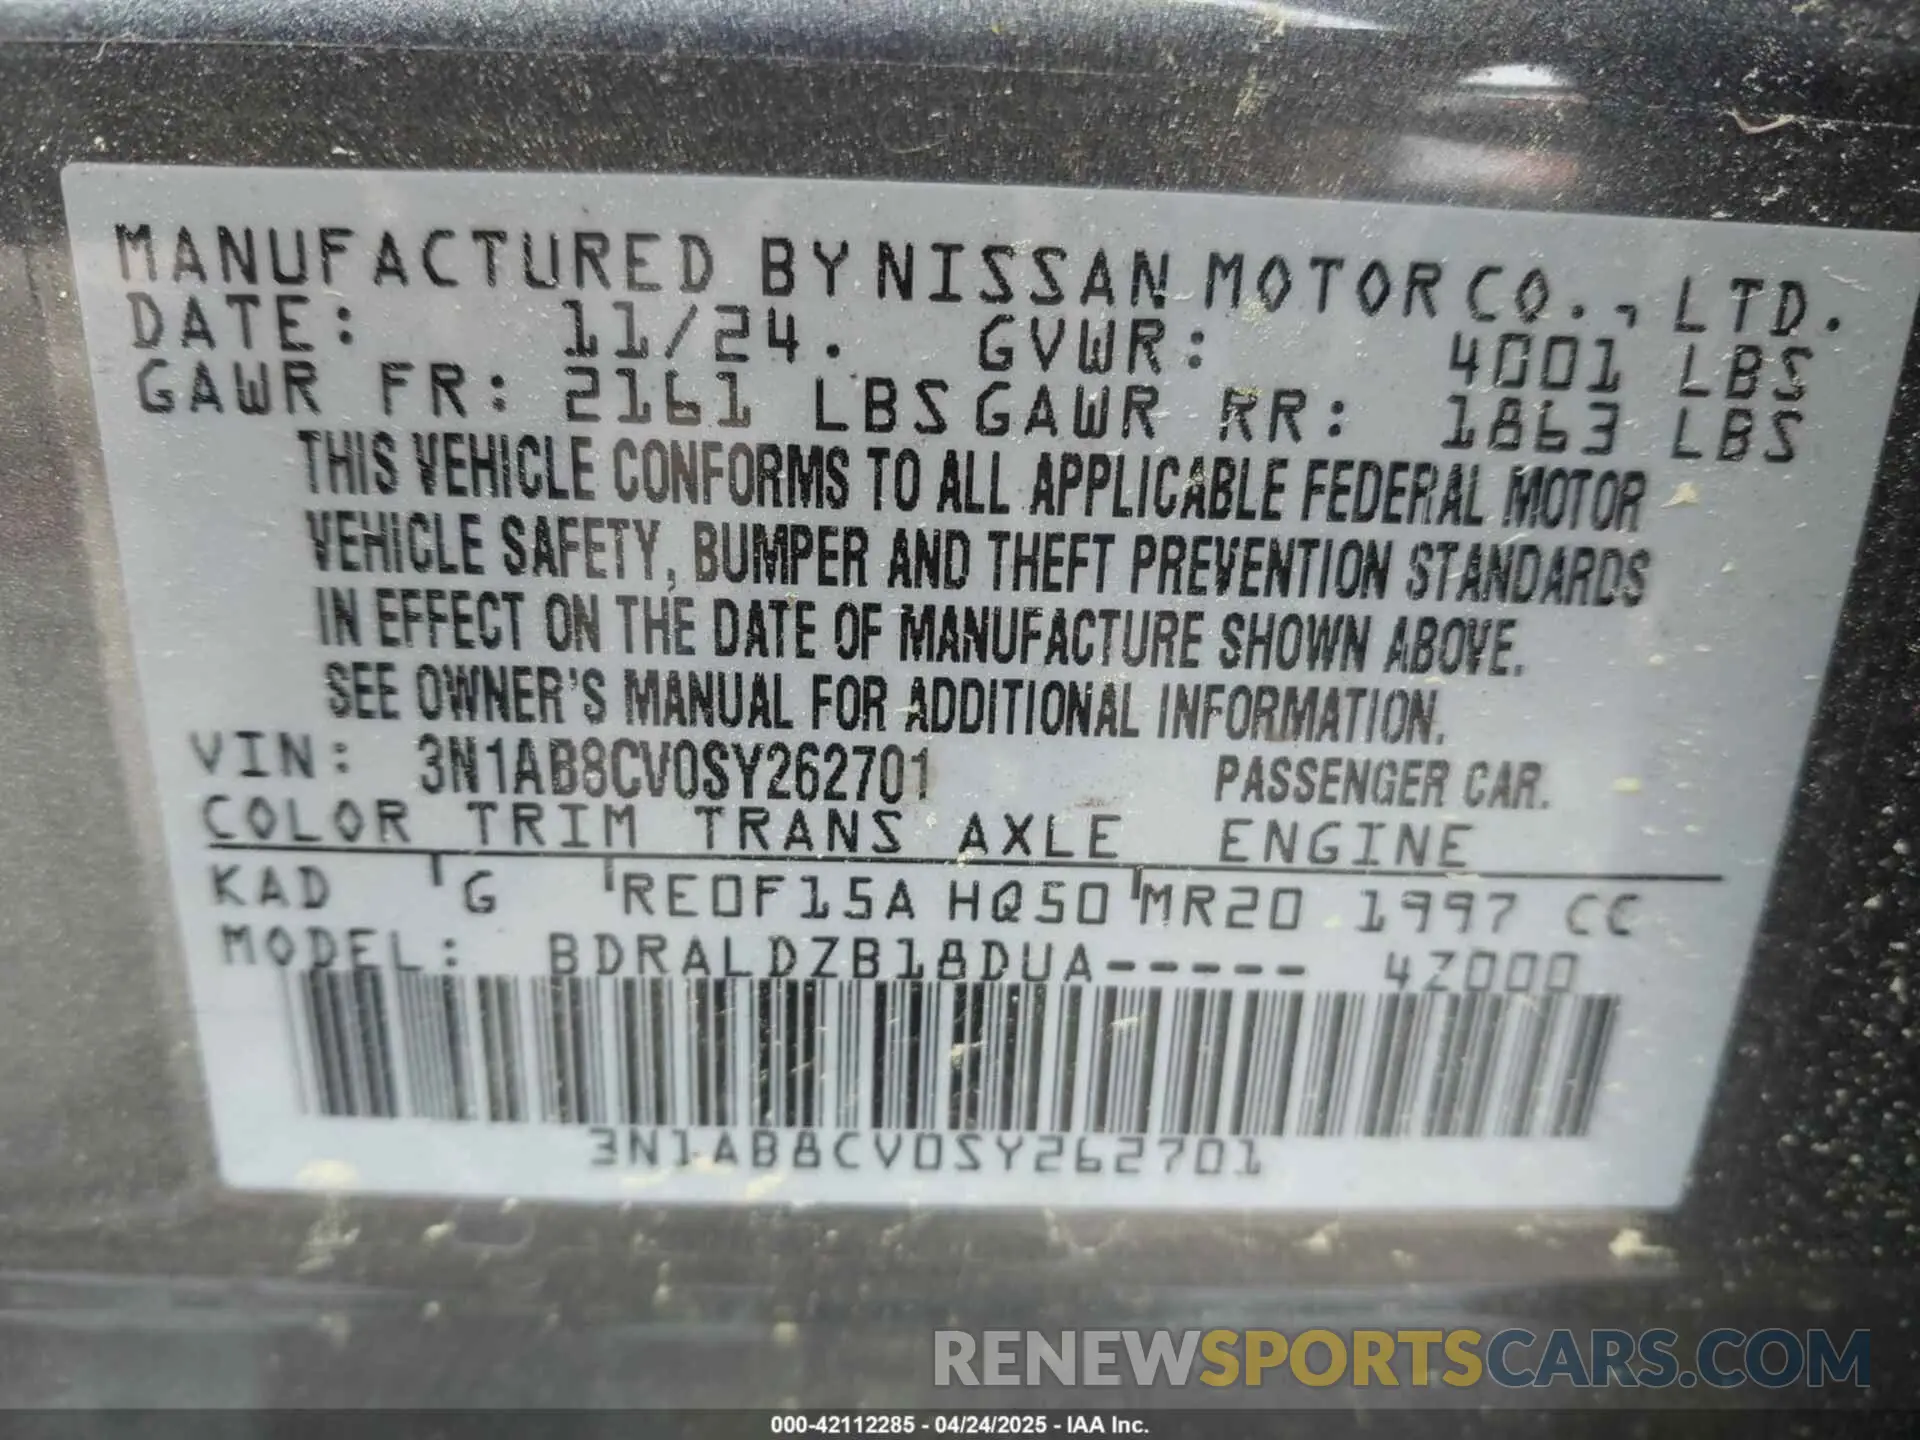 MANUFACTURED BY NISSAN MOTOR CO., LTD.
DATE: 11/24. GVWR: 4001 LBS
GAWR FR: 2161 LBS GAWR RR: 1863 LBS
THIS VEHICLE CONFORMS TO ALL APPLICABLE FEDERAL MOTOR
VEHICLE SAFETY, BUMPER AND THEFT PREVENTION STANDARDS
IN EFFECT ON THE DATE OF MANUFACTURE SHOWN ABOVE.
SEE OWNER'S MANUAL FOR ADDITIONAL INFORMATION.
VIN: 3N1AB8CV0SY262701 PASSENGER CAR.
COLOR TRIM TRANS AXLE ENGINE
KAD G RE0F15A HQ50 MR20 1997 CC
MODEL: BDRALDZB18DUA----- 4Z000
3N1AB8CV0SY262701
RENEWSPORTSCARS.COM
000-42112285 - 04/24/2025 - IAA Inc.